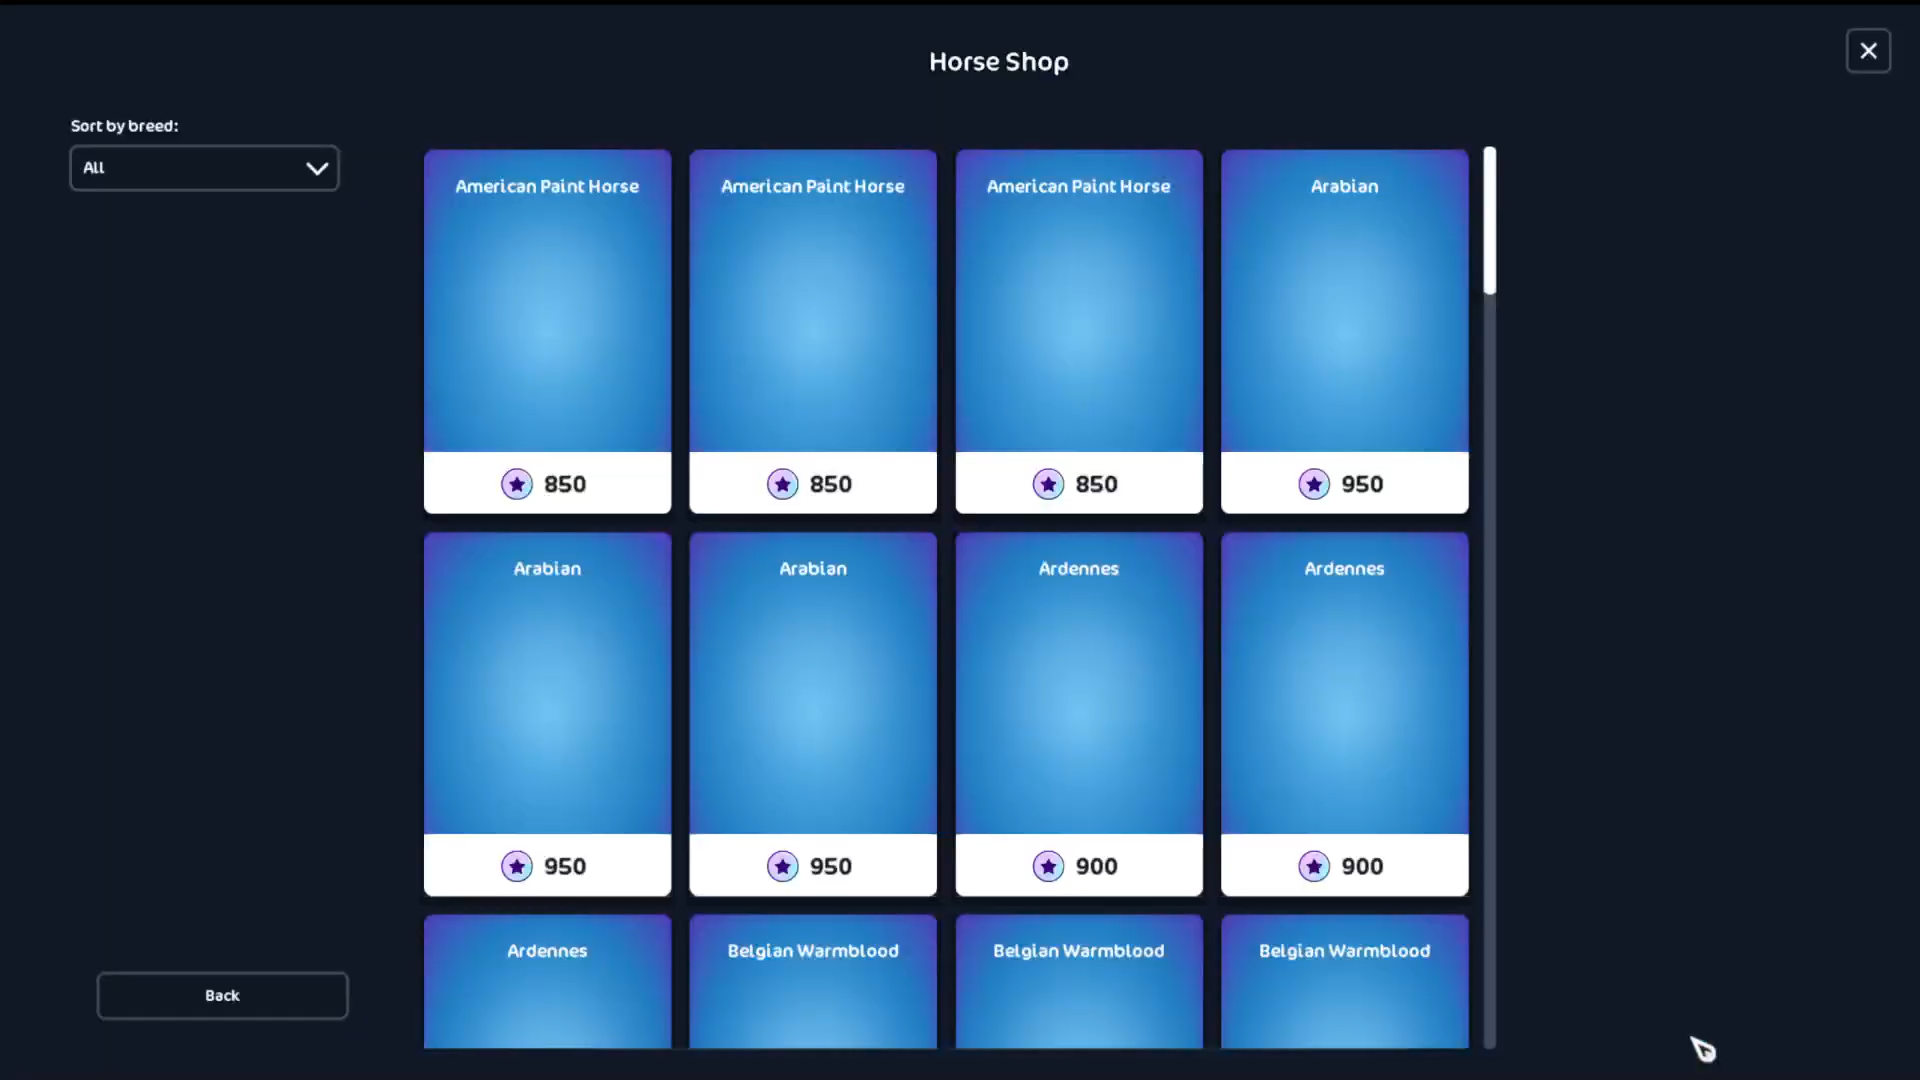 Horse Shop
Sort by breed:
All
American Paint Horse
American Paint Horse
American Paint Horse
Arabian
850
850
850
950
Arabian
Arabian
Ardennes
Ardennes
950
950
900
900
Ardennes
Belgian Warmblood
Belgian Warmblood
Belgian Warmblood
Back